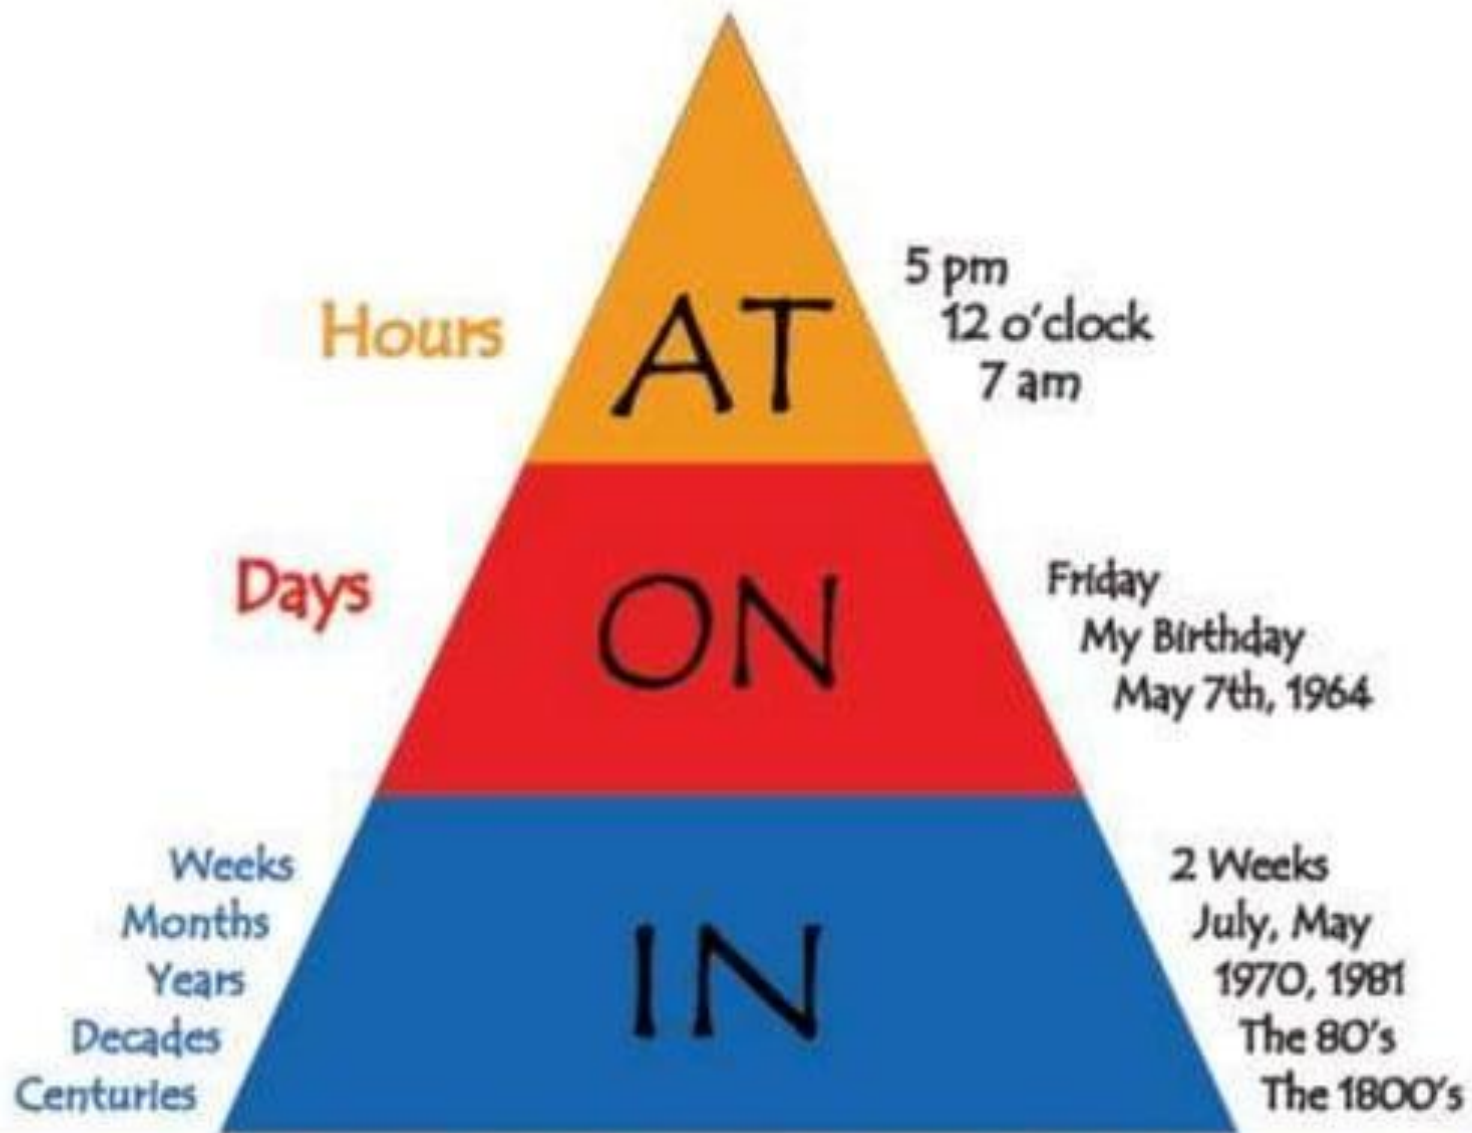 Hours
AT
5 pm
12 o'clock
7 am
Days
ON
Friday
My Birthday
May 7th, 1964
Weeks
Months
Years
Decades
Centuries
IN
2 Weeks
July, May
1970, 1981
The 80's
The 1800's